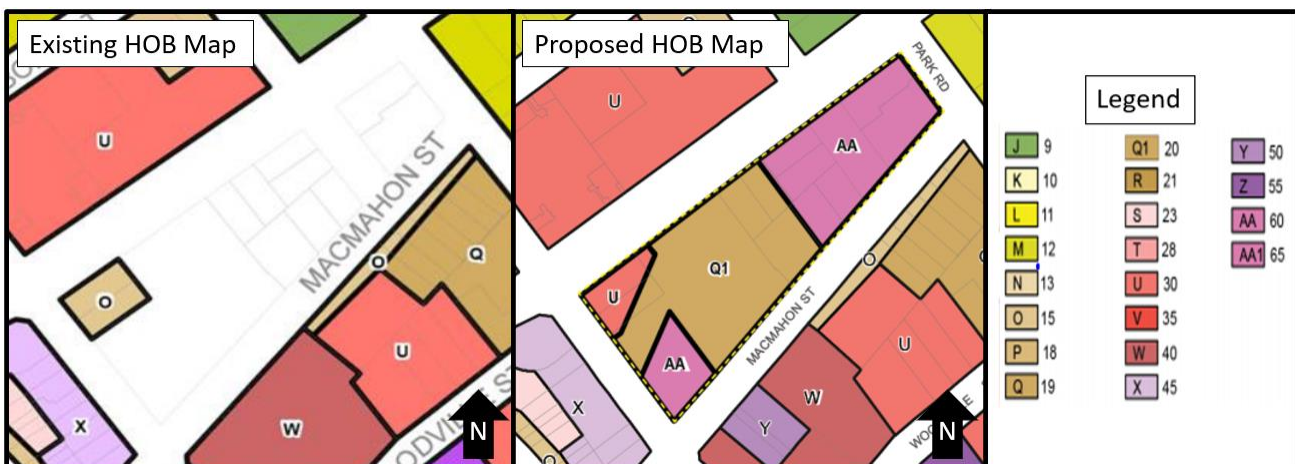 Existing HOB Map
U
O
MACMAHON ST
O
Q
U
X
W
N
Proposed HOB Map
PARK RD
U
AA
O
Q1
U
MACMAHON ST
U
AA
X
W
Y
O
N
Legend
J 9
K 10
L 11
M 12
N 13
O 15
P 18
Q 19
Q1 20
R 21
S 23
T 28
U 30
V 35
W 40
X 45
Y 50
Z 55
AA 60
AA1 65